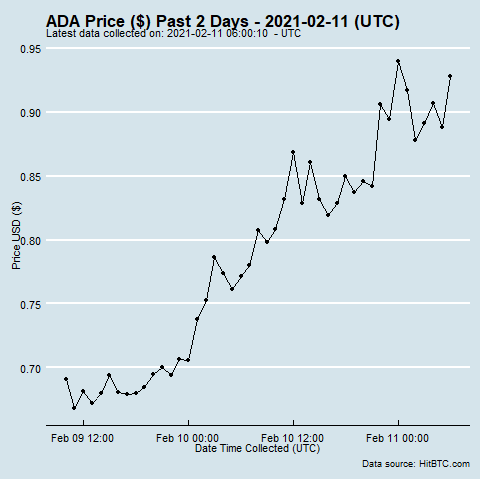 ADA Price ($) Past 2 Days - 2021-02-11 (UTC)
Latest data collected on: 2021-02-11 06:00:10 - UTC
0.95
0.90
0.85
0.80
0.75
0.70
Price USD ($)
Feb 09 12:00 Feb 10 00:00 Feb 10 12:00 Feb 11 00:00
Date Time Collected (UTC)
Data source: HitBTC.com